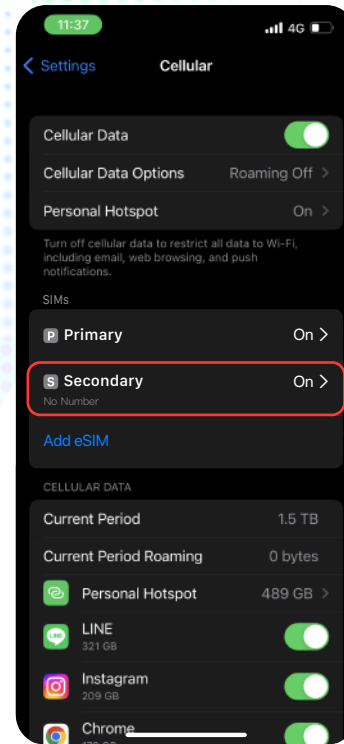 11:37
4G
Settings
Cellular
Cellular Data
Cellular Data Options
Roaming Off
Personal Hotspot
On
Turn off cellular data to restrict all data to Wi-Fi,
including email, web browsing, and push
notifications.
SIMs
P Primary
On
S Secondary
On
No Number
Add eSIM
CELLULAR DATA
Current Period
1.5 TB
Current Period Roaming
0 bytes
Personal Hotspot
489 GB
LINE
321 GB
Instagram
209 GB
Chrome